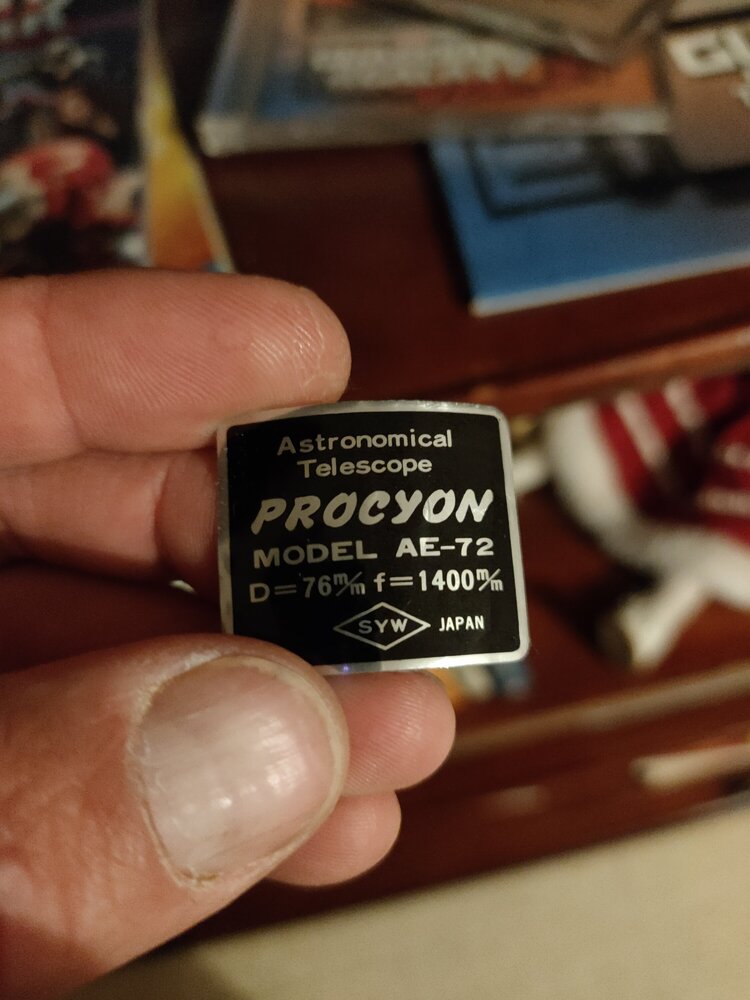 Astronomical
Telescope
PROCYON
MODEL AE-72
D=76m/m f=1400m/m
SYW JAPAN